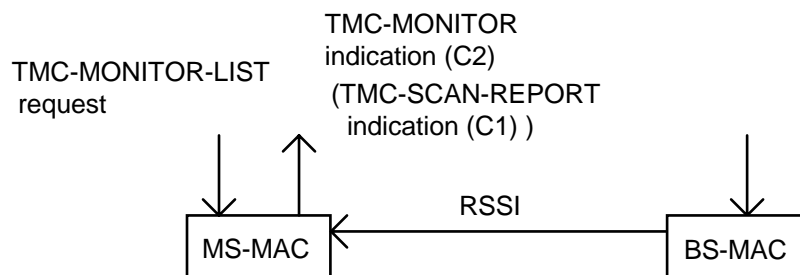 TMC-MONITOR
indication (C2)
TMC-MONITOR-LIST
request
(TMC-SCAN-REPORT
indication (C1) )
RSSI
MS-MAC
BS-MAC